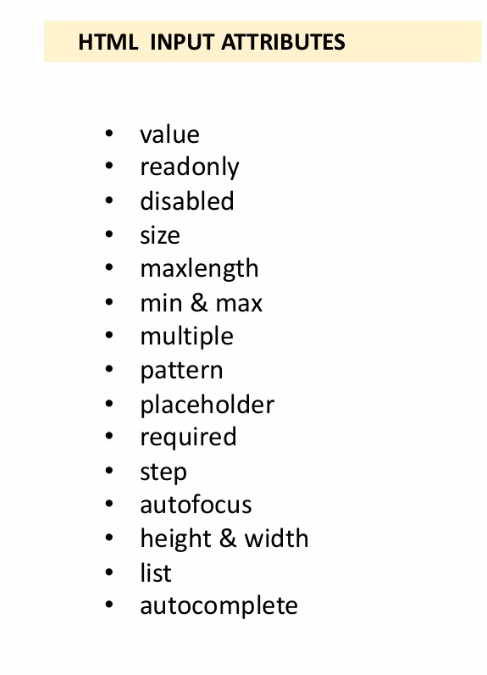 HTML INPUT ATTRIBUTES
• value
• readonly
• disabled
• size
• maxlength
• min & max
• multiple
• pattern
• placeholder
• required
• step
• autofocus
• height & width
• list
• autocomplete